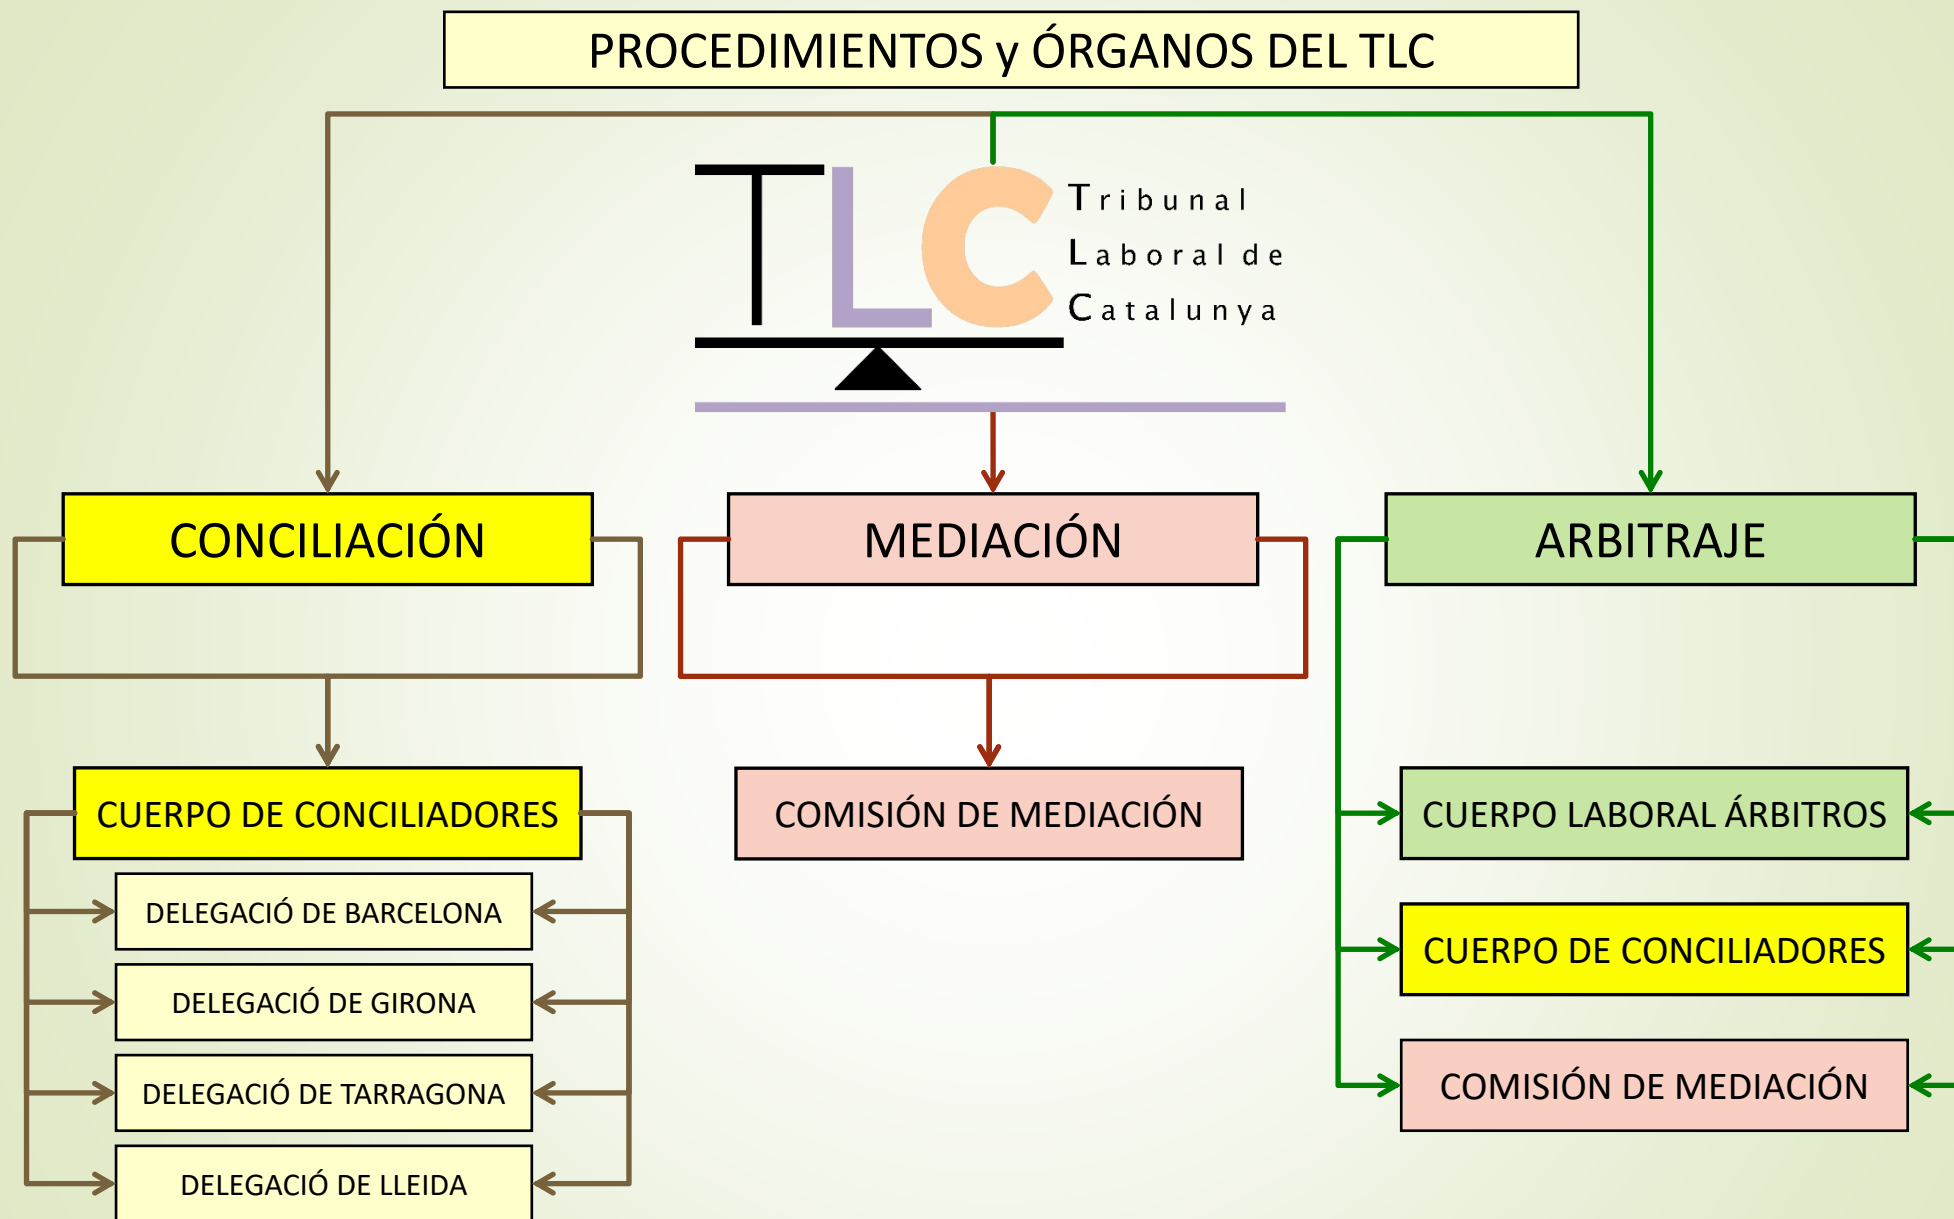 PROCEDIMIENTOS y ÓRGANOS DEL TLC
TLC
Tribunal
Laboral de
Catalunya
CONCILIACIÓN
MEDIACIÓN
ARBITRAJE
CUERPO DE CONCILIADORES
DELEGACIÓ DE BARCELONA
DELEGACIÓ DE GIRONA
DELEGACIÓ DE TARRAGONA
DELEGACIÓ DE LLEIDA
COMISIÓN DE MEDIACIÓN
CUERPO LABORAL ÁRBITROS
CUERPO DE CONCILIADORES
COMISIÓN DE MEDIACIÓN